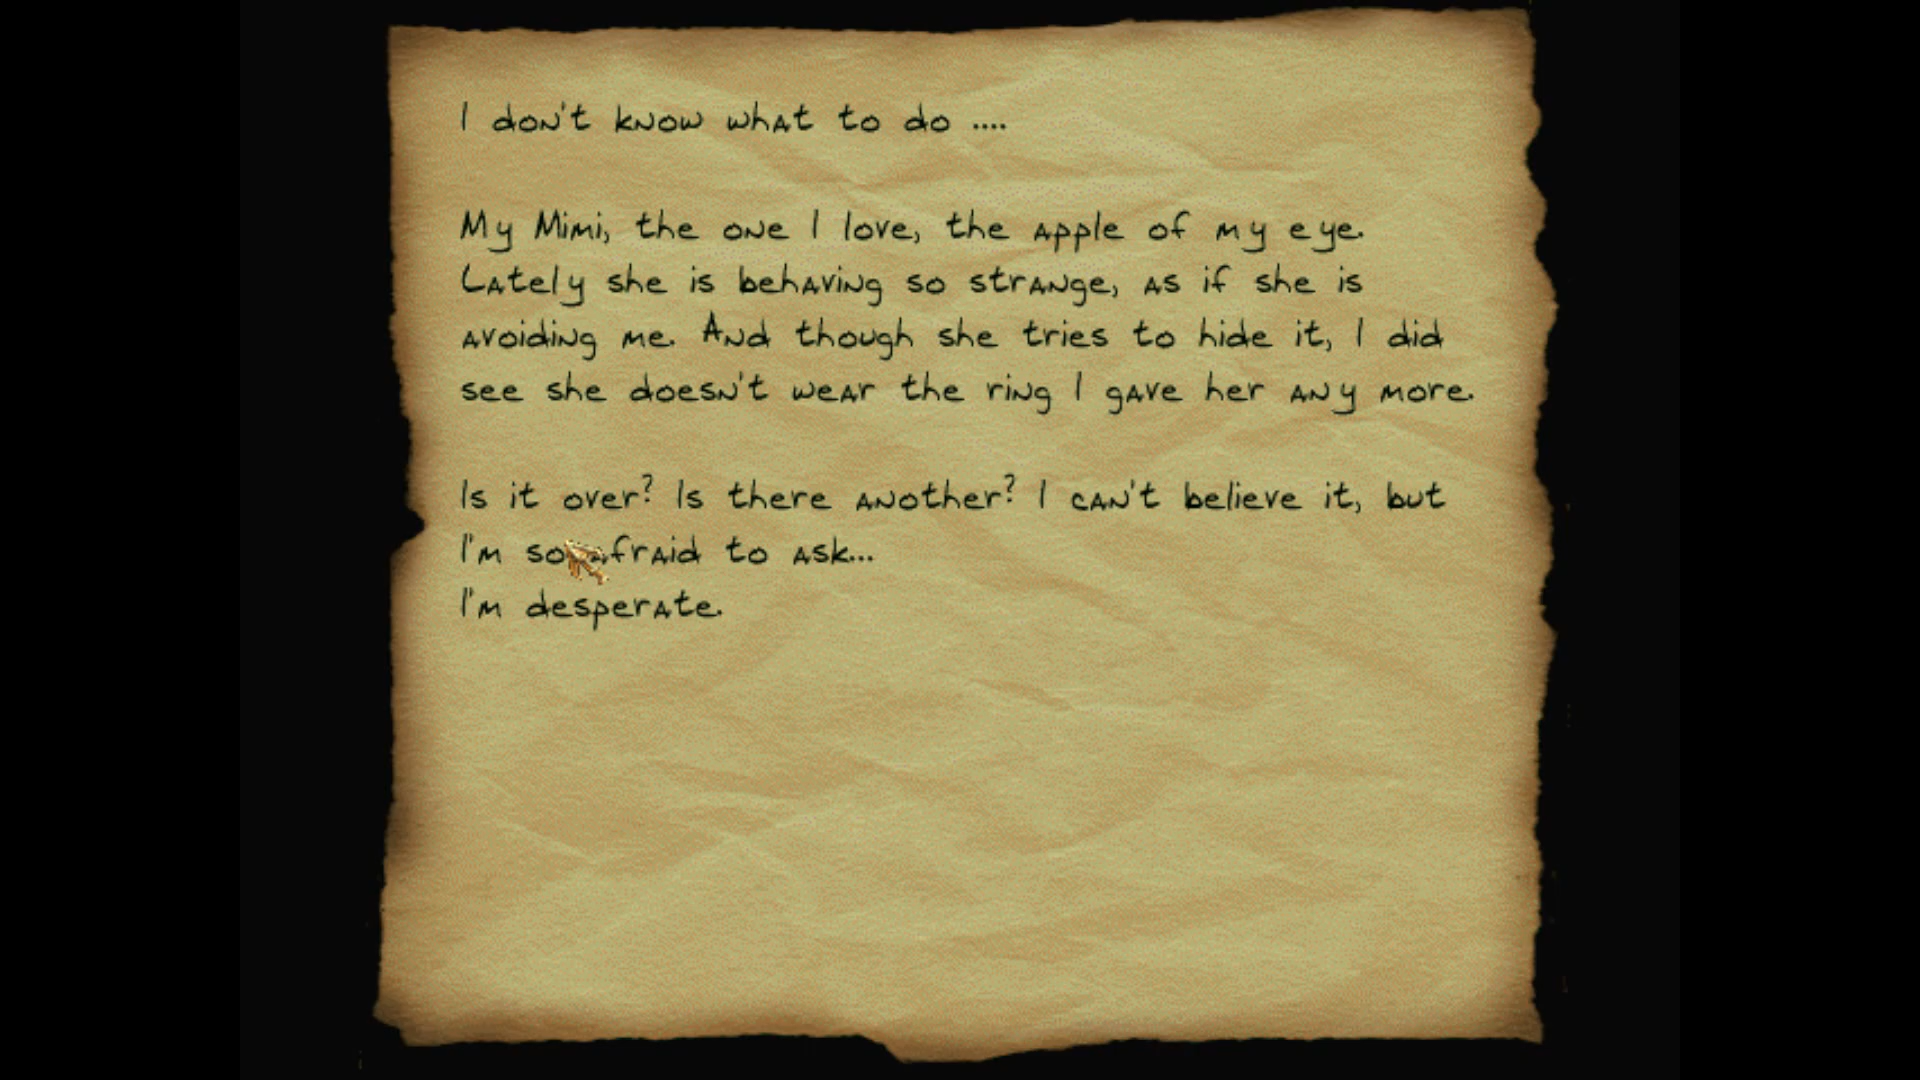 I don't know what to do ....
My Mimi, the one I love, the apple of my eye.
Lately she is behaving so strange, as if she is
avoiding me. And though she tries to hide it, I did
see she doesn't wear the ring I gave her any more.
Is it over? Is there another? I can't believe it, but
I'm so afraid to ask...
I'm desperate.